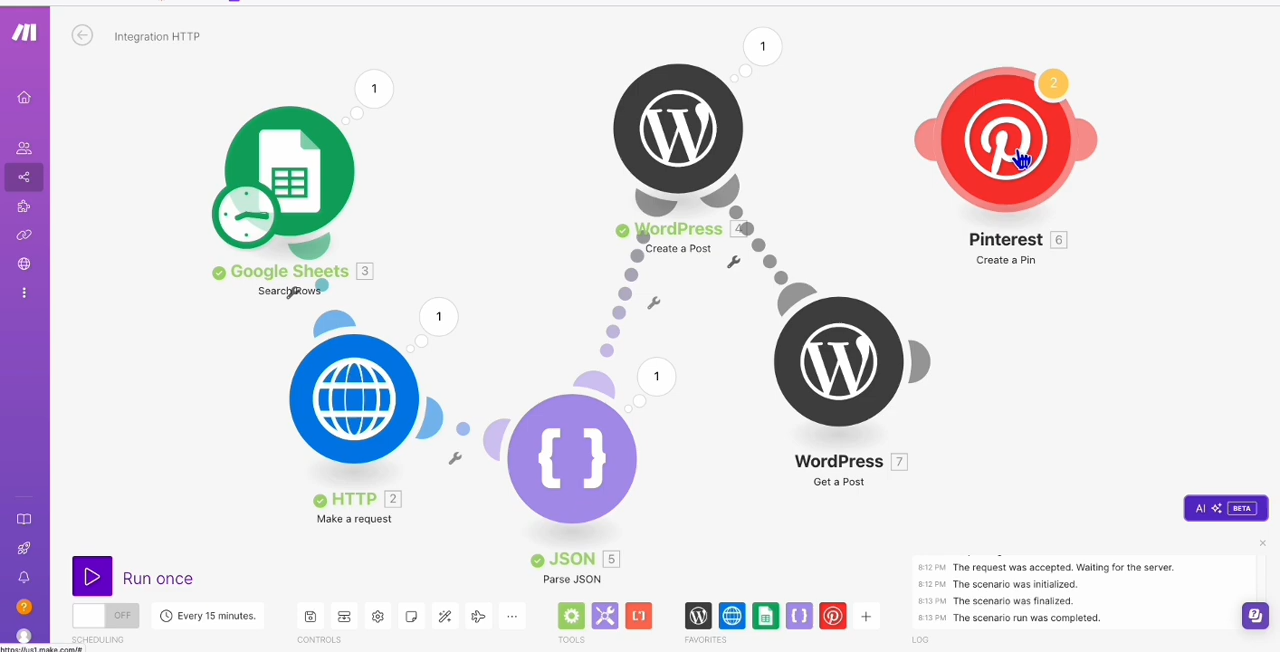 Integration HTTP
1
Google Sheets 3
Search Rows
1
HTTP 2
Make a request
1
JSON 5
Parse JSON
1
WordPress 4
Create a Post
WordPress 7
Get a Post
2
Pinterest 6
Create a Pin
AI BETA
Run once
OFF
Every 15 minutes.
SCHEDULING
CONTROLS
TOOLS
FAVORITES
8:12 PM The request was accepted. Waiting for the server.
8:12 PM The scenario was initialized.
8:13 PM The scenario was finalized.
8:13 PM The scenario run was completed.
LOG
https://us1.make.com/#